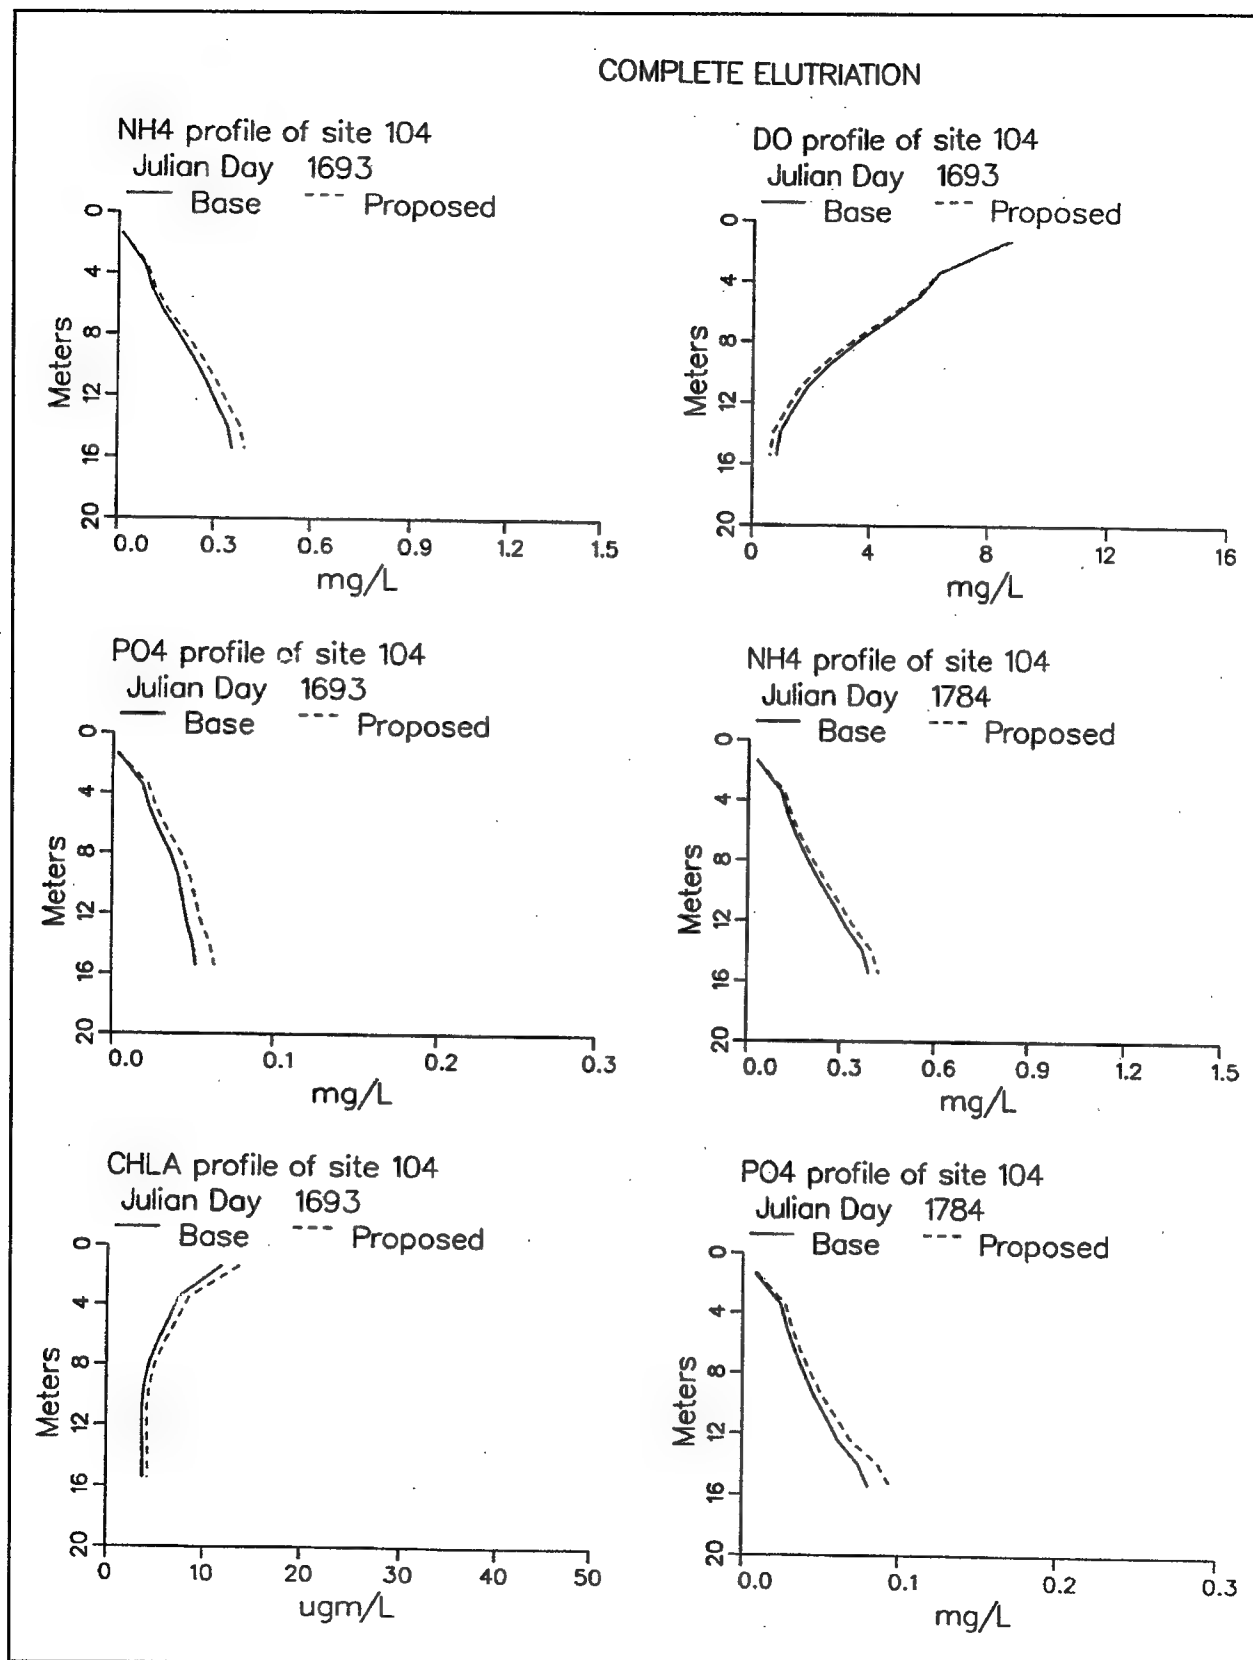 COMPLETE ELUTRIATION
NH4 profile of site 104
Julian Day 1693
Base Proposed
0
4
8
12
16
20
Meters
0.0 0.3 0.6 0.9 1.2 1.5
mg/L
DO profile of site 104
Julian Day 1693
Base Proposed
0
4
8
12
16
20
Meters
0 4 8 12 16
mg/L
PO4 profile of site 104
Julian Day 1693
Base Proposed
0
4
8
12
16
20
Meters
0.0 0.1 0.2 0.3
mg/L
NH4 profile of site 104
Julian Day 1784
Base Proposed
0
4
8
12
16
20
Meters
0.0 0.3 0.6 0.9 1.2 1.5
mg/L
CHLA profile of site 104
Julian Day 1693
Base Proposed
0
4
8
12
16
20
Meters
0 10 20 30 40 50
ugm/L
PO4 profile of site 104
Julian Day 1784
Base Proposed
0
4
8
12
16
20
Meters
0.0 0.1 0.2 0.3
mg/L